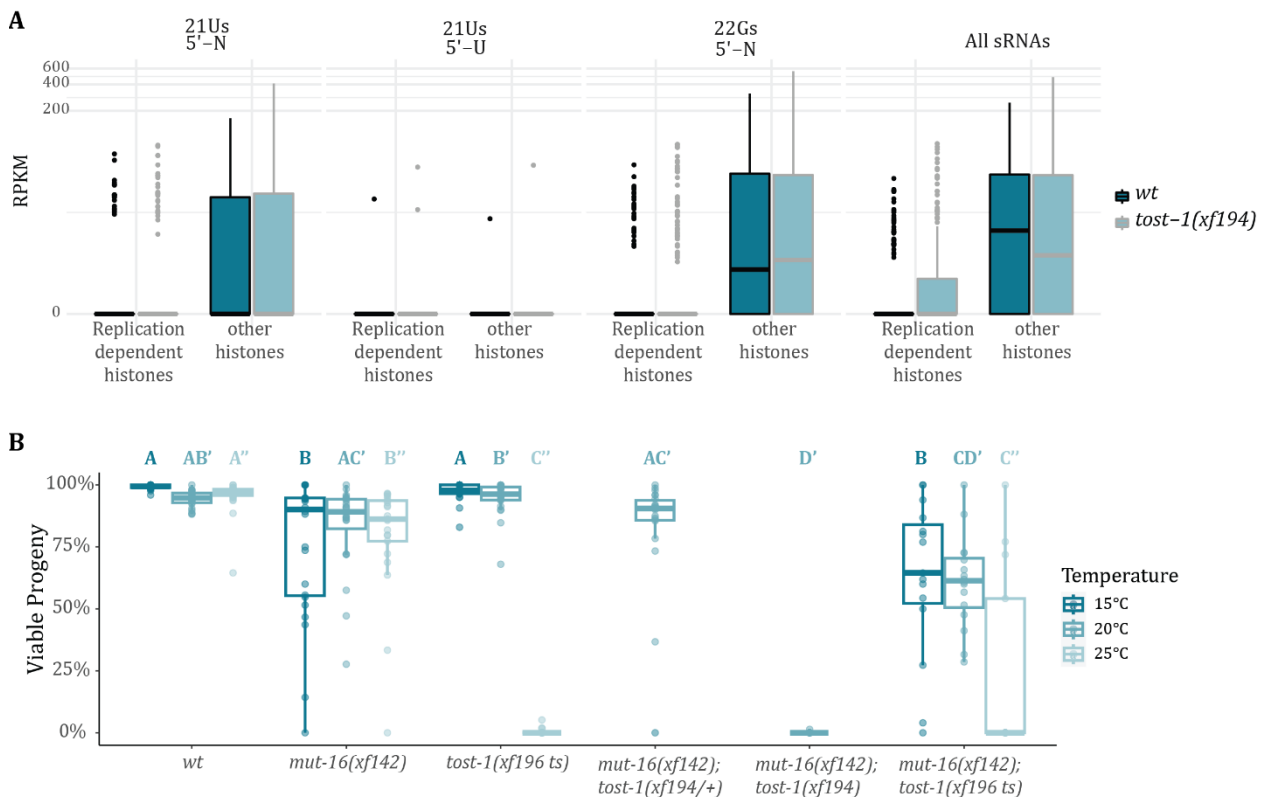 A
21Us
5'–N
21Us
5'–U
22Gs
5'–N
All sRNAs
600
400
200
0
RPKM
Replication
dependent
histones
other
histones
Replication
dependent
histones
other
histones
Replication
dependent
histones
other
histones
Replication
dependent
histones
other
histones
wt
tost–1(xf194)
B
A AB' A'' B AC' B'' A B' C'' AC' D' B CD' C''
100%
75%
50%
25%
0%
Viable Progeny
wt
mut-16(xf142)
tost-1(xf196 ts)
mut-16(xf142);
tost-1(xf194/+)
mut-16(xf142);
tost-1(xf194)
mut-16(xf142);
tost-1(xf196 ts)
Temperature
15°C
20°C
25°C